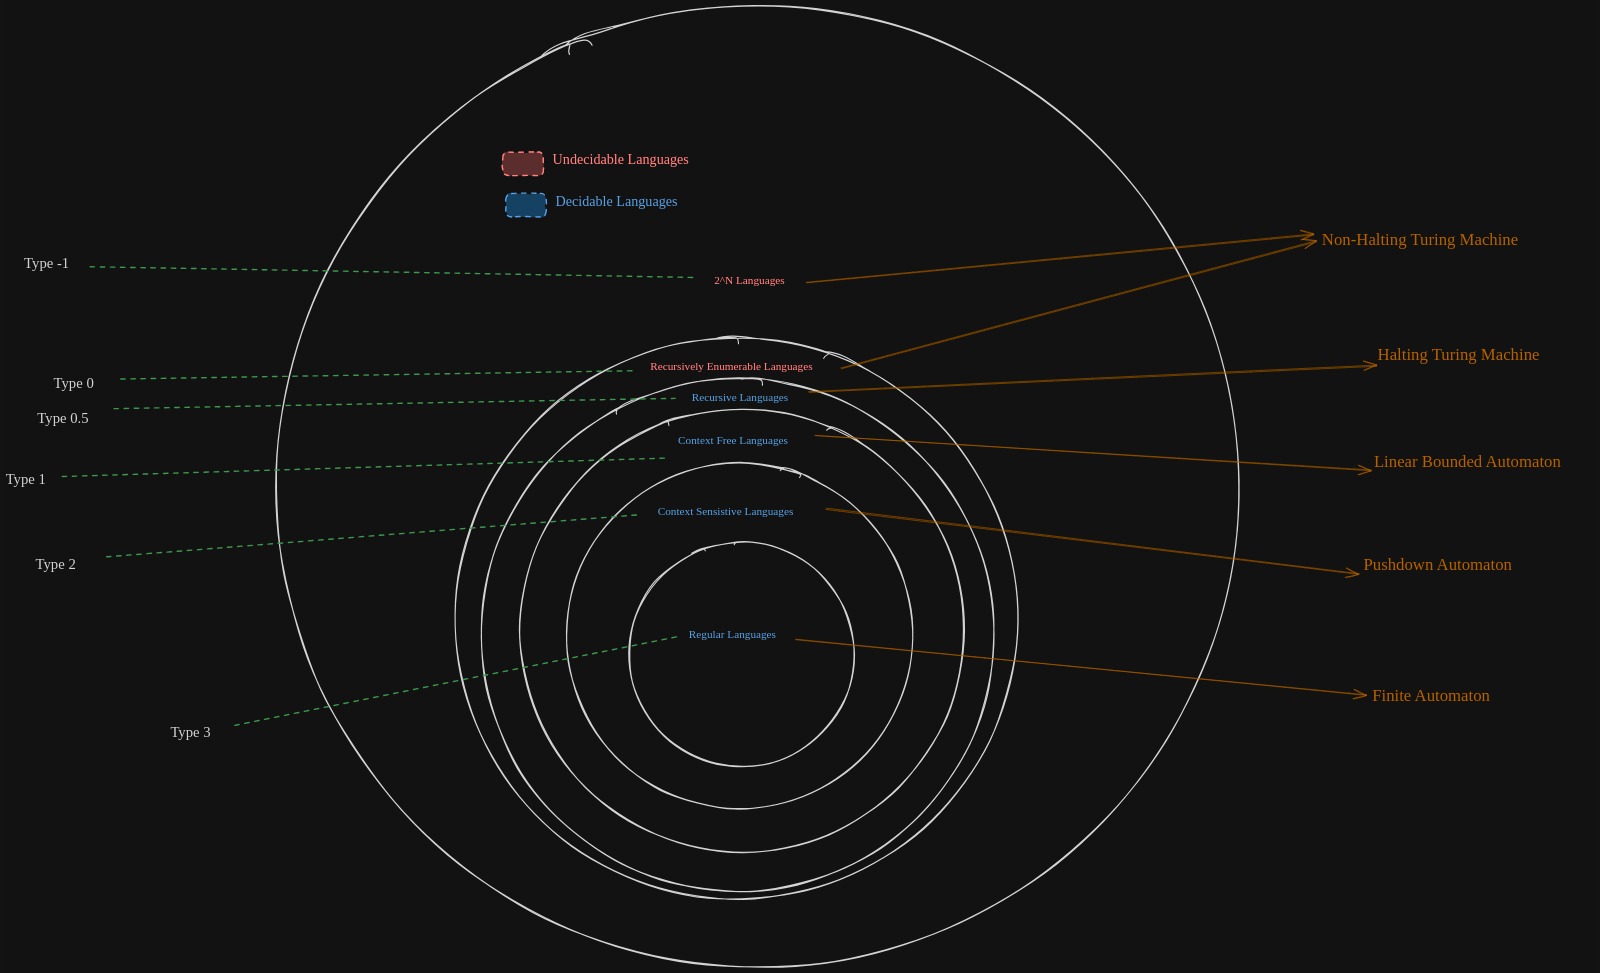 Undecidable Languages
Decidable Languages
Type -1
2^N Languages
Non-Halting Turing Machine
Type 0
Recursively Enumerable Languages
Halting Turing Machine
Type 0.5
Recursive Languages
Type 1
Context Free Languages
Linear Bounded Automaton
Type 2
Context Sensistive Languages
Pushdown Automaton
Type 3
Regular Languages
Finite Automaton